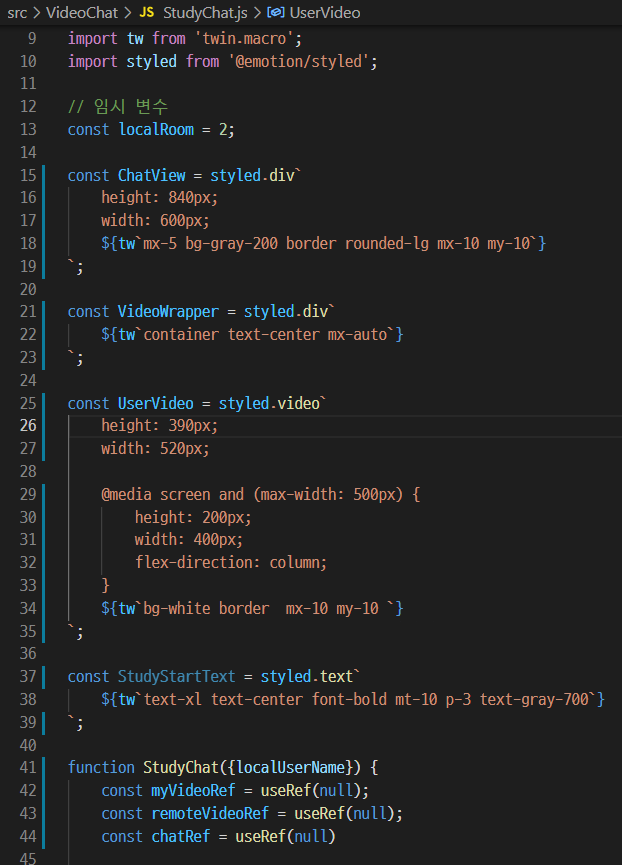 src > VideoChat > JS StudyChat.js > UserVideo
9 import tw from 'twin.macro';
10 import styled from '@emotion/styled';
11
12 // 임시 변수
13 const localRoom = 2;
14
15 const ChatView = styled.div`
16 height: 840px;
17 width: 600px;
18 ${tw`mx-5 bg-gray-200 border rounded-lg mx-10 my-10`}
19 `;
20
21 const VideoWrapper = styled.div`
22 ${tw`container text-center mx-auto`}
23 `;
24
25 const UserVideo = styled.video`
26 height: 390px;
27 width: 520px;
28
29 @media screen and (max-width: 500px) {
30 height: 200px;
31 width: 400px;
32 flex-direction: column;
33 }
34 ${tw`bg-white border  mx-10 my-10 `}
35 `;
36
37 const StudyStartText = styled.text`
38 ${tw`text-xl text-center font-bold mt-10 p-3 text-gray-700`}
39 `;
40
41 function StudyChat({localUserName}) {
42 const myVideoRef = useRef(null);
43 const remoteVideoRef = useRef(null);
44 const chatRef = useRef(null)
45